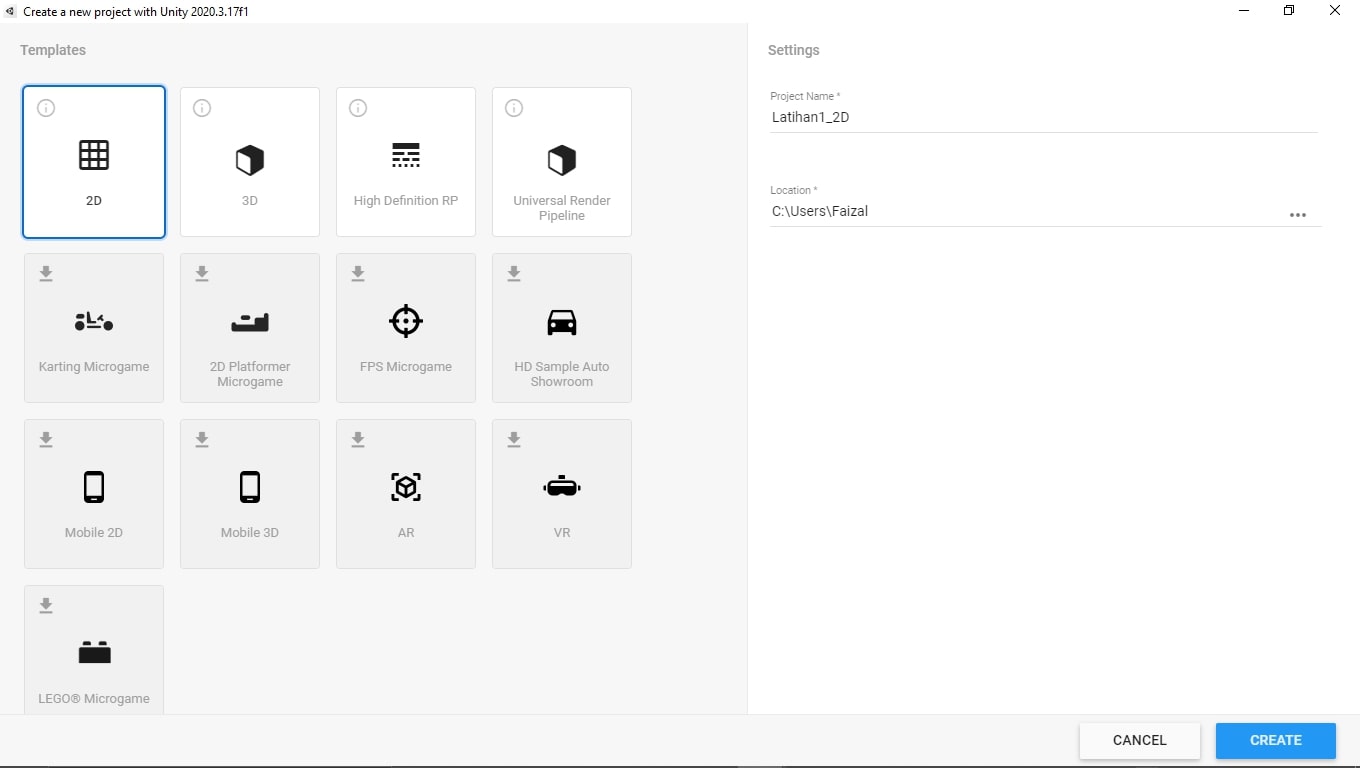 Create a new project with Unity 2020.3.17f1
Templates
2D
3D
High Definition RP
Universal Render
Pipeline
Karting Microgame
2D Platformer
Microgame
FPS Microgame
HD Sample Auto
Showroom
Mobile 2D
Mobile 3D
AR
VR
LEGO® Microgame
Settings
Project Name *
Latihan1_2D
Location *
C:\Users\Faizal
CANCEL
CREATE